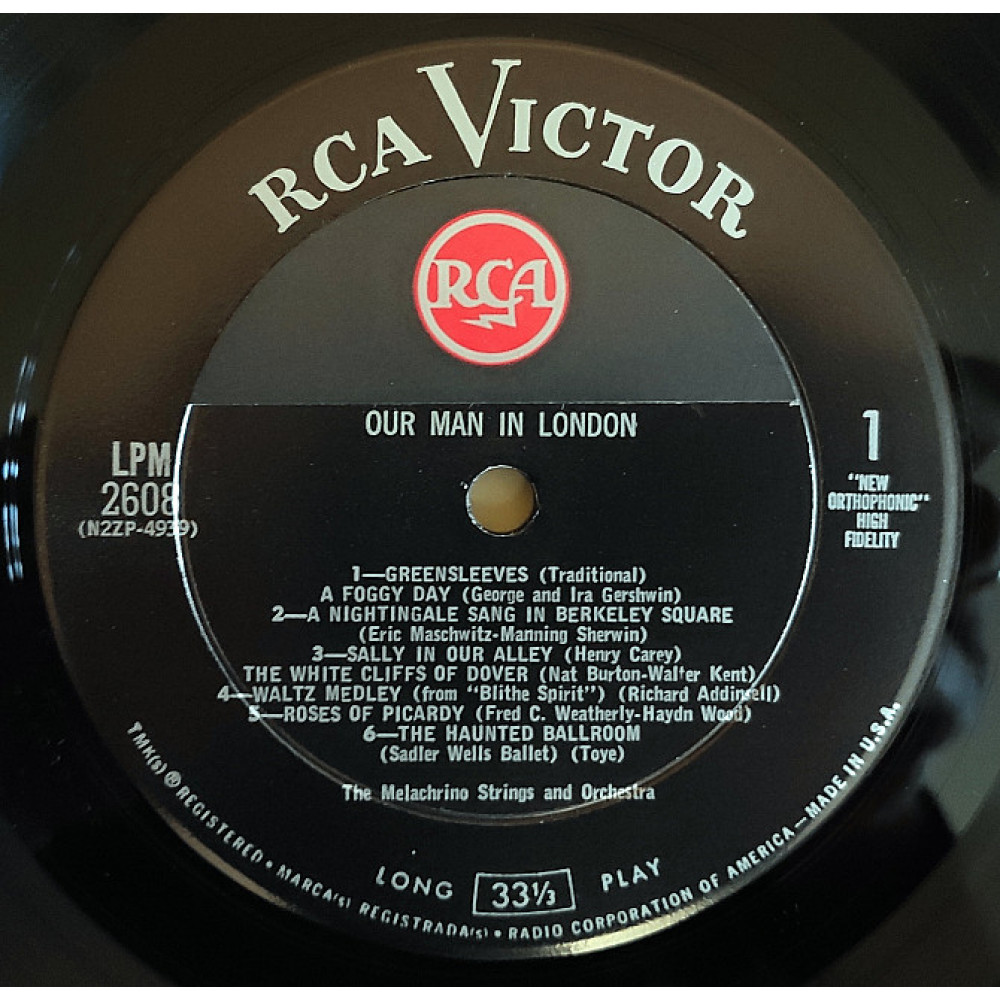 RCA VICTOR
RCA
OUR MAN IN LONDON
LPM
2608
(N2ZP-4939)
1
"NEW
ORTHOPHONIC"
HIGH
FIDELITY
1—GREENSLEEVES (Traditional)
A FOGGY DAY (George and Ira Gershwin)
2—A NIGHTINGALE SANG IN BERKELEY SQUARE
(Eric Maschwitz-Manning Sherwin)
3—SALLY IN OUR ALLEY (Henry Carey)
THE WHITE CLIFFS OF DOVER (Nat Burton-Walter Kent)
4—WALTZ MEDLEY (from "Blithe Spirit") (Richard Addinsell)
5—ROSES OF PICARDY (Fred C. Weatherly-Haydn Wood)
6—THE HAUNTED BALLROOM
(Sadler Wells Ballet) (Toye)
The Melachrino Strings and Orchestra
LONG 33⅓ PLAY
TMK(s) ® REGISTERED • MARCA(s) REGISTRADA(s) • RADIO CORPORATION OF AMERICA—MADE IN U.S.A.